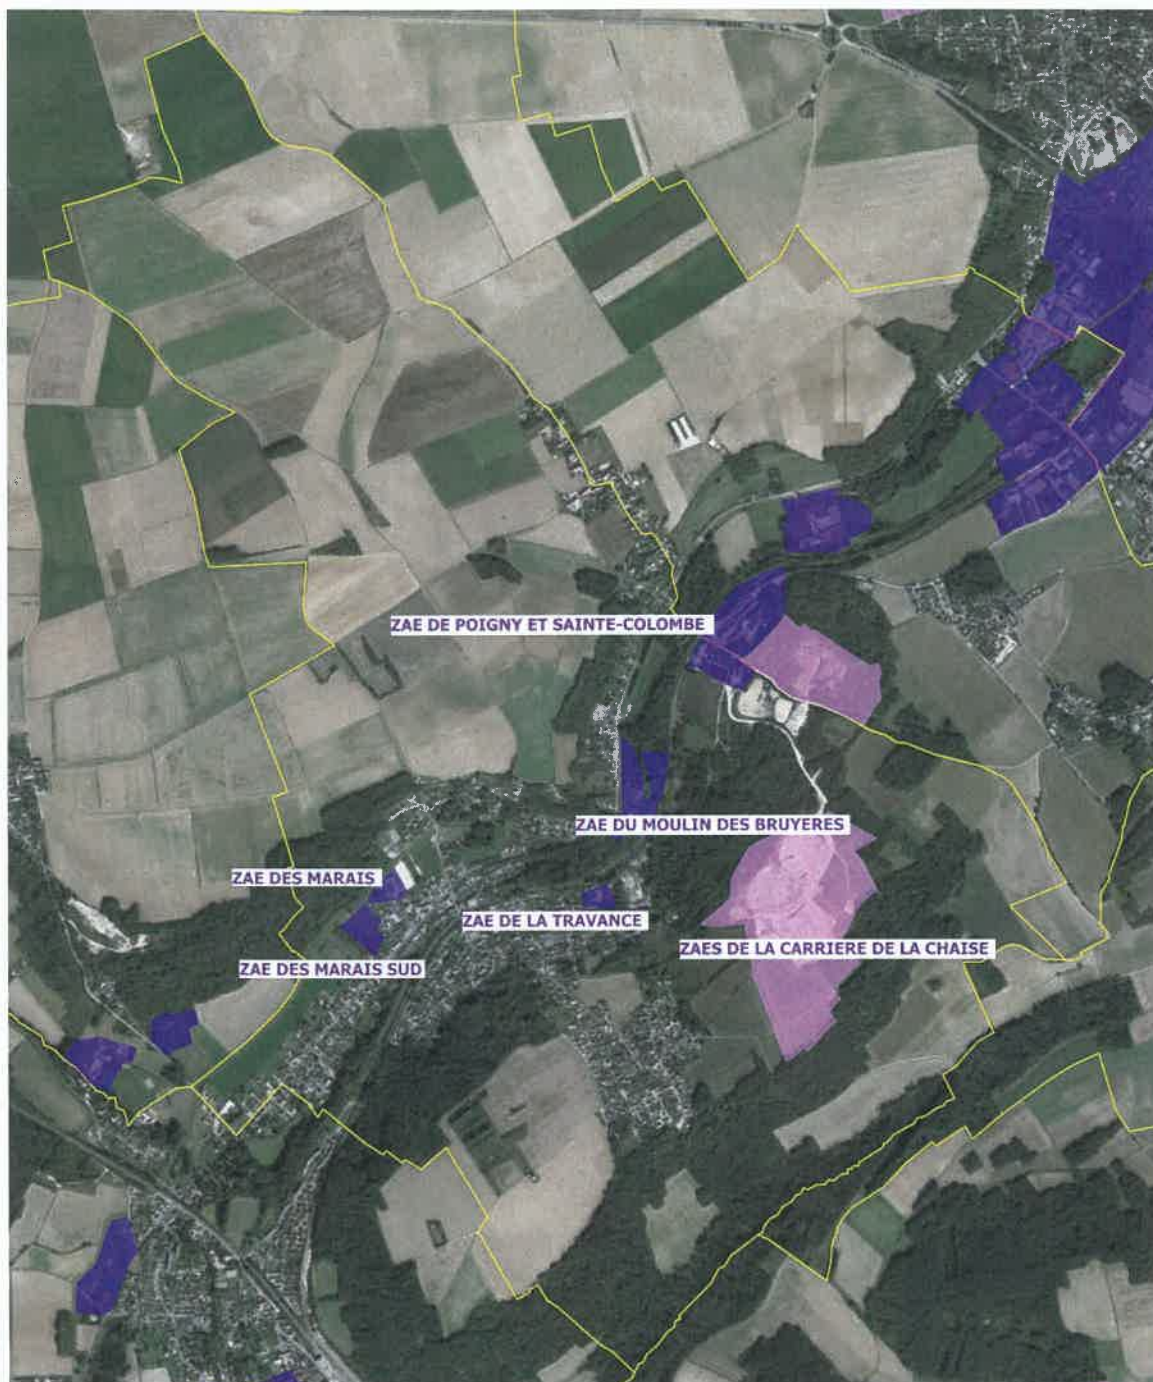 ZAE DE POIGNY ET SAINTE-COLOMBE
ZAE DU MOULIN DES BRUYERES
ZAE DES MARAIS
ZAE DE LA TRAVANCE
ZAES DE LA CARRIERE DE LA CHAISE
ZAE DES MARAIS SUD